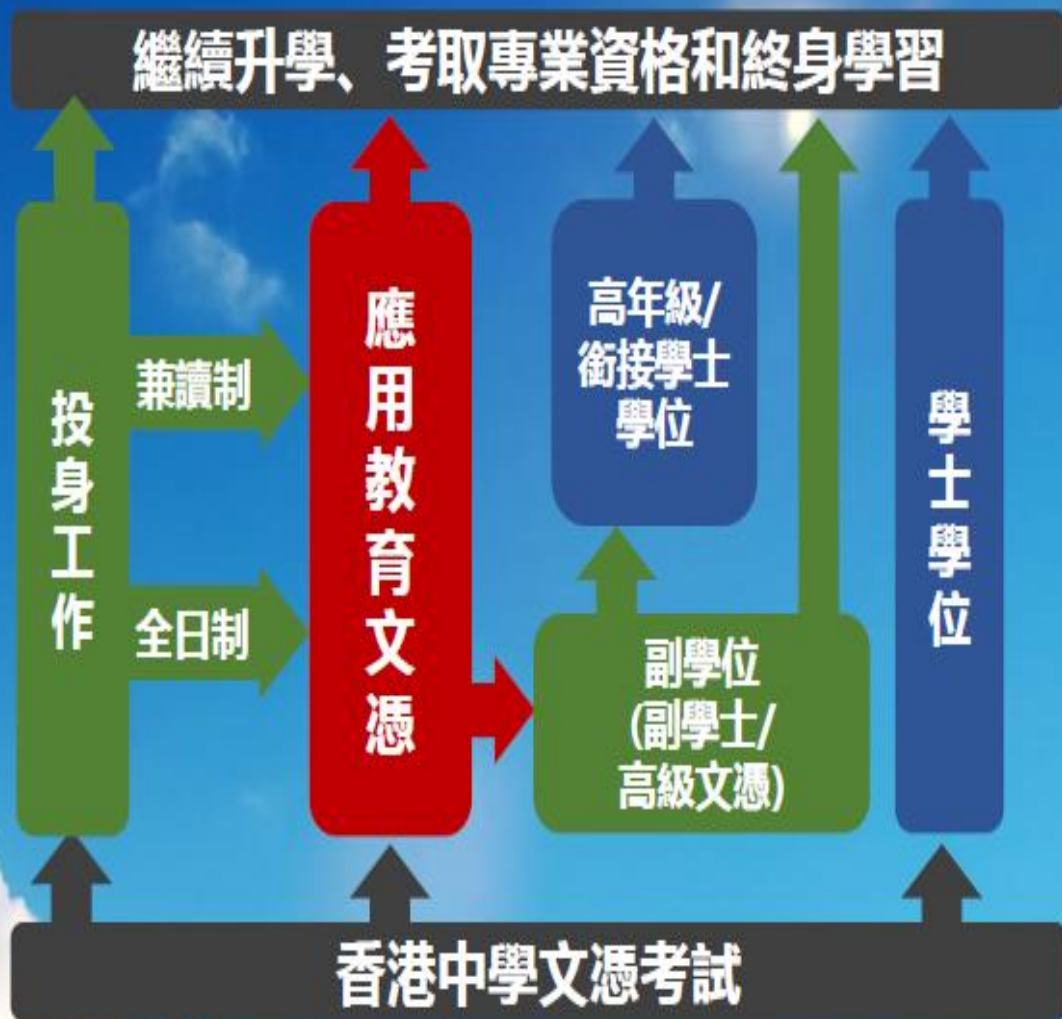 繼續升學、考取專業資格和終身學習
投身工作
兼讀制
全日制
應用教育文憑
高年級/
銜接學士
學位
副學位
(副學士/
高級文憑)
學士學位
香港中學文憑考試